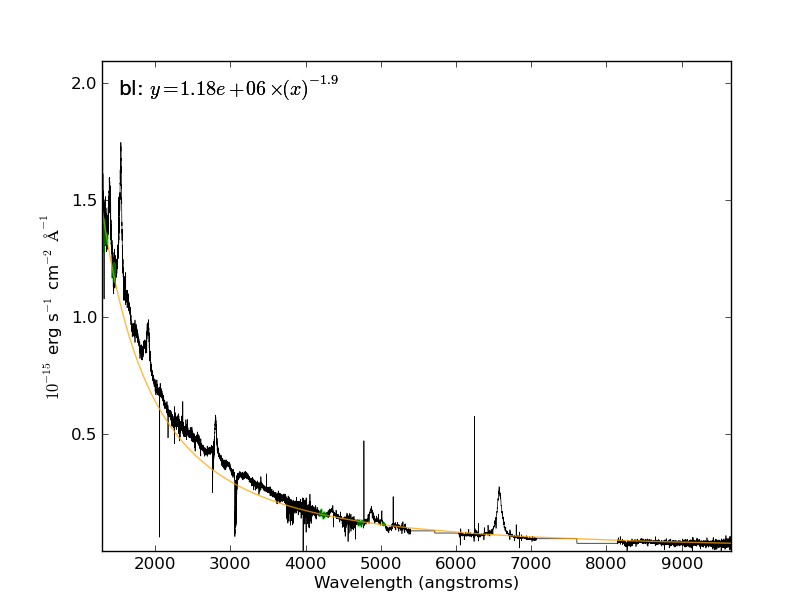 2.0
1.5
1.0
0.5
bl: y=1.18e+06×(x)^{−1.9}
10^{−15} erg s^{−1} cm^{−2} Å^{−1}
2000 3000 4000 5000 6000 7000 8000 9000
Wavelength (angstroms)